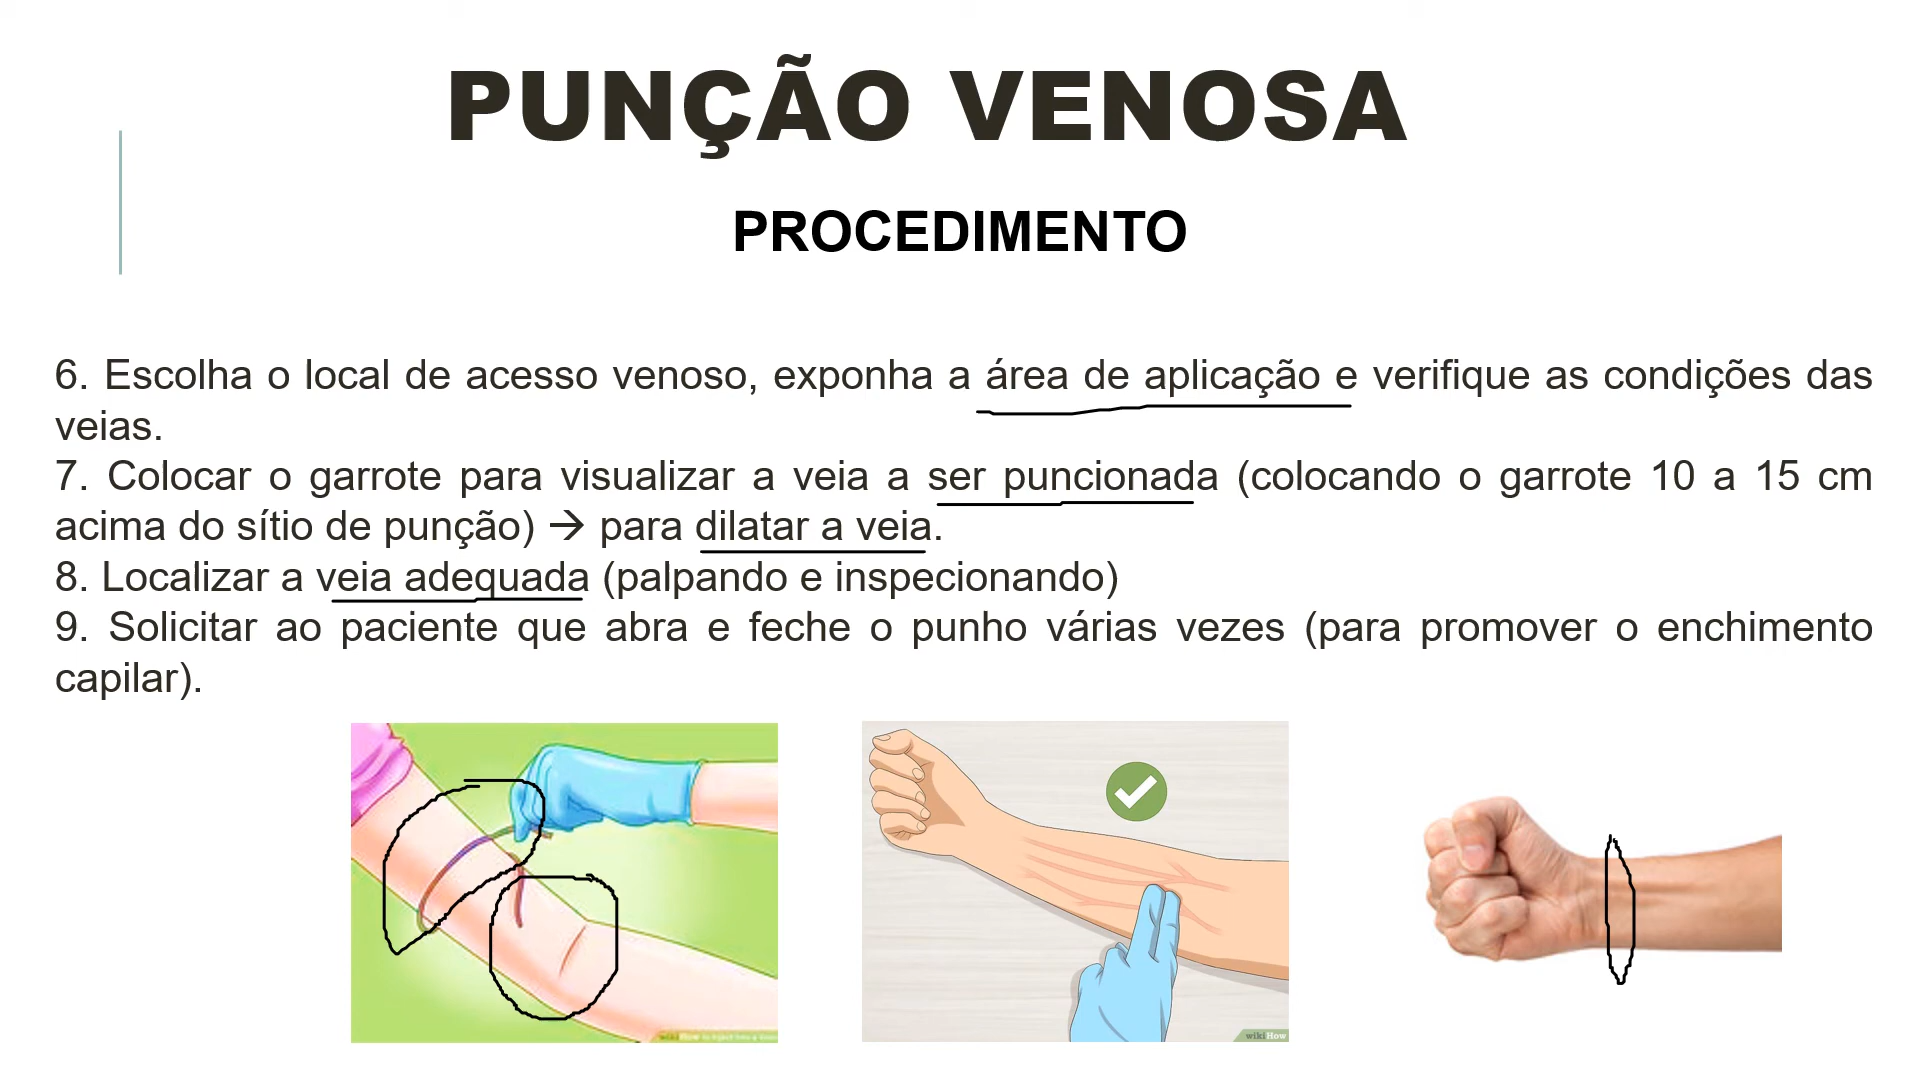 PUNÇÃO VENOSA
PROCEDIMENTO
6. Escolha o local de acesso venoso, exponha a área de aplicação e verifique as condições das
veias.
7. Colocar o garrote para visualizar a veia a ser puncionada (colocando o garrote 10 a 15 cm
acima do sítio de punção) → para dilatar a veia.
8. Localizar a veia adequada (palpando e inspecionando)
9. Solicitar ao paciente que abra e feche o punho várias vezes (para promover o enchimento
capilar).
wikiHow
wikiHow